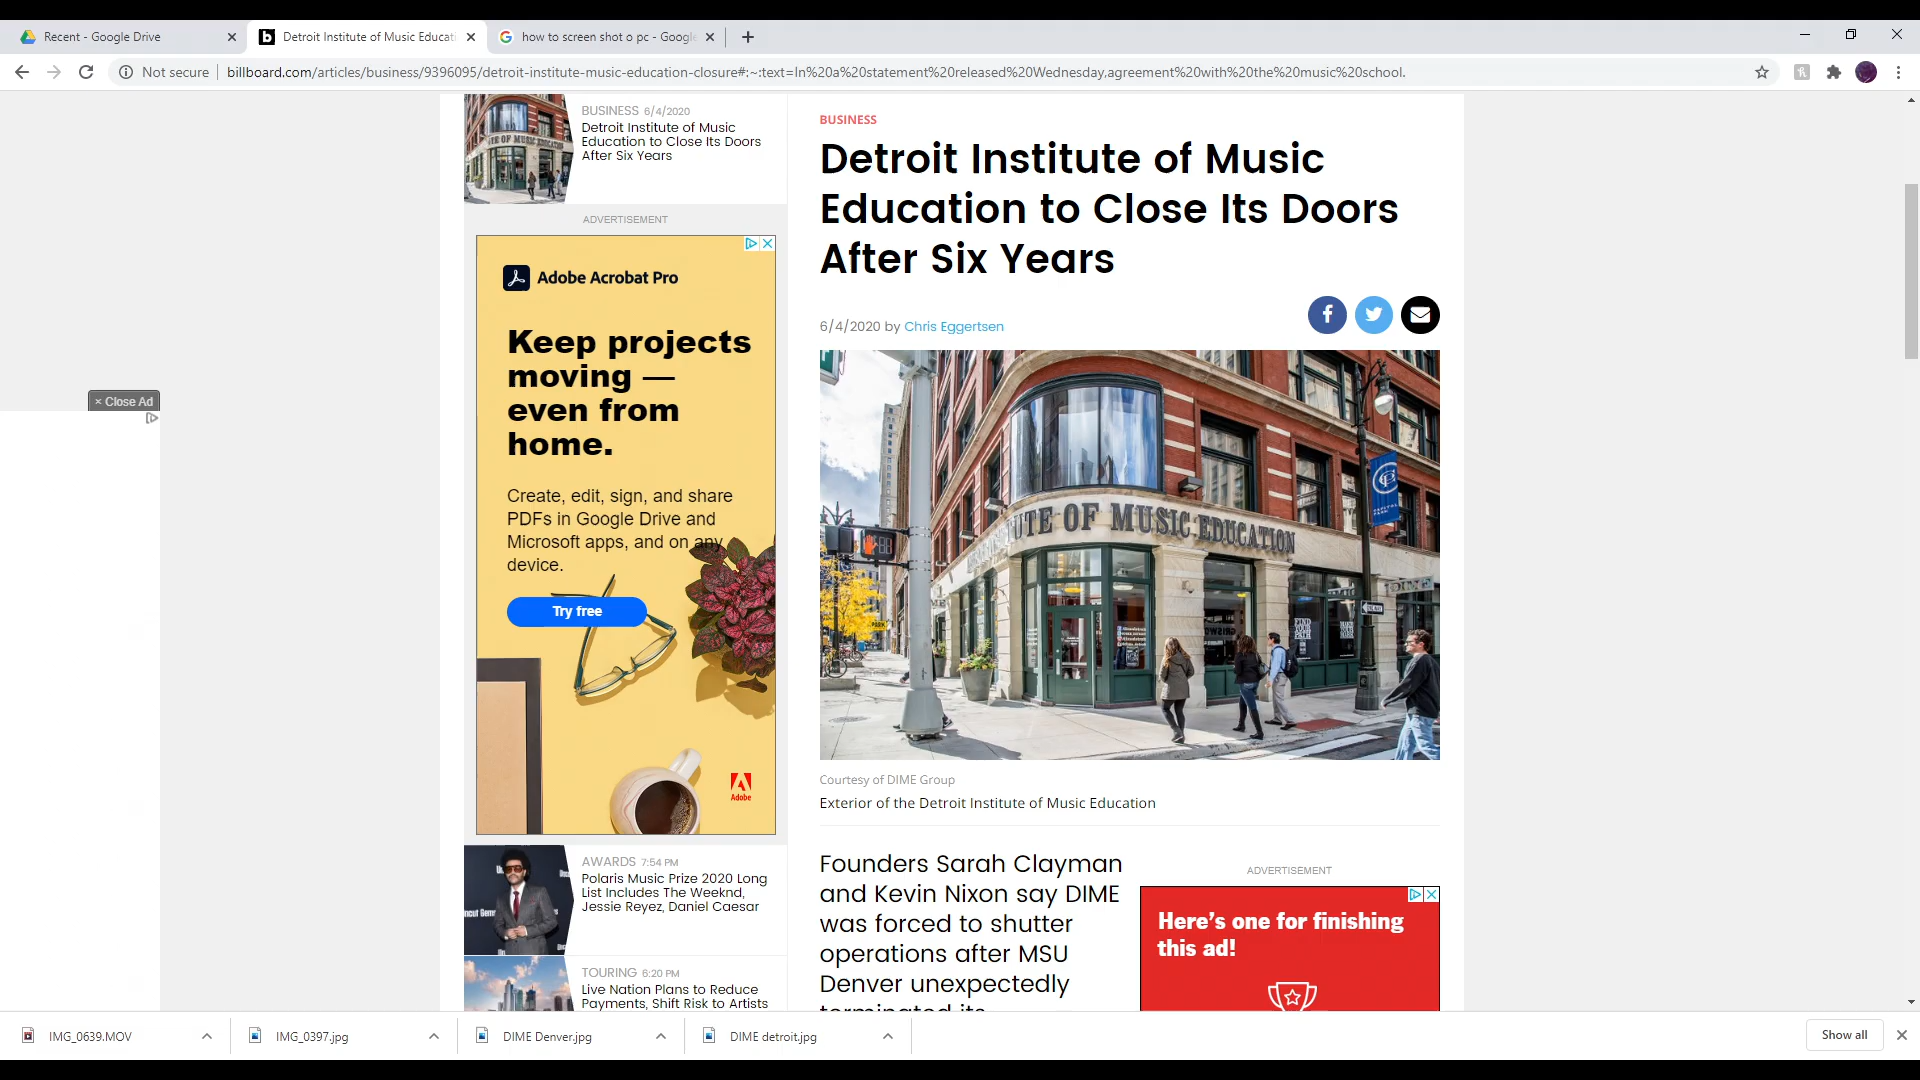 Recent - Google Drive
Detroit Institute of Music Educati
how to screen shot o pc - Google
Not secure
billboard.com/articles/business/9396095/detroit-institute-music-education-closure#:~:text=In%20a%20statement%20released%20Wednesday,agreement%20with%20the%20music%20school.
BUSINESS 6/4/2020
Detroit Institute of Music
Education to Close Its Doors
After Six Years
ADVERTISEMENT
Adobe Acrobat Pro
Keep projects
moving —
even from
home.
Create, edit, sign, and share
PDFs in Google Drive and
Microsoft apps, and on any
device.
Try free
Adobe
× Close Ad
AWARDS 7:54 PM
Polaris Music Prize 2020 Long
List Includes The Weeknd,
Jessie Reyez, Daniel Caesar
TOURING 6:20 PM
Live Nation Plans to Reduce
Payments, Shift Risk to Artists
BUSINESS
Detroit Institute of Music
Education to Close Its Doors
After Six Years
6/4/2020 by Chris Eggertsen
OF MUSIC EDUCATION
FIND
YOUR
PATH
Courtesy of DIME Group
Exterior of the Detroit Institute of Music Education
Founders Sarah Clayman
and Kevin Nixon say DIME
was forced to shutter
operations after MSU
Denver unexpectedly
terminated its
ADVERTISEMENT
Here's one for finishing
this ad!
IMG_0639.MOV
IMG_0397.jpg
DIME Denver.jpg
DIME detroit.jpg
Show all